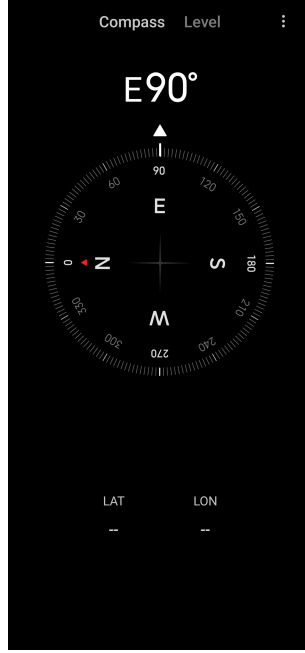 Compass Level
E90°
90
60 120
E
30 150
0 N S 180
330 210
W
300 240
270
LAT LON
-- --